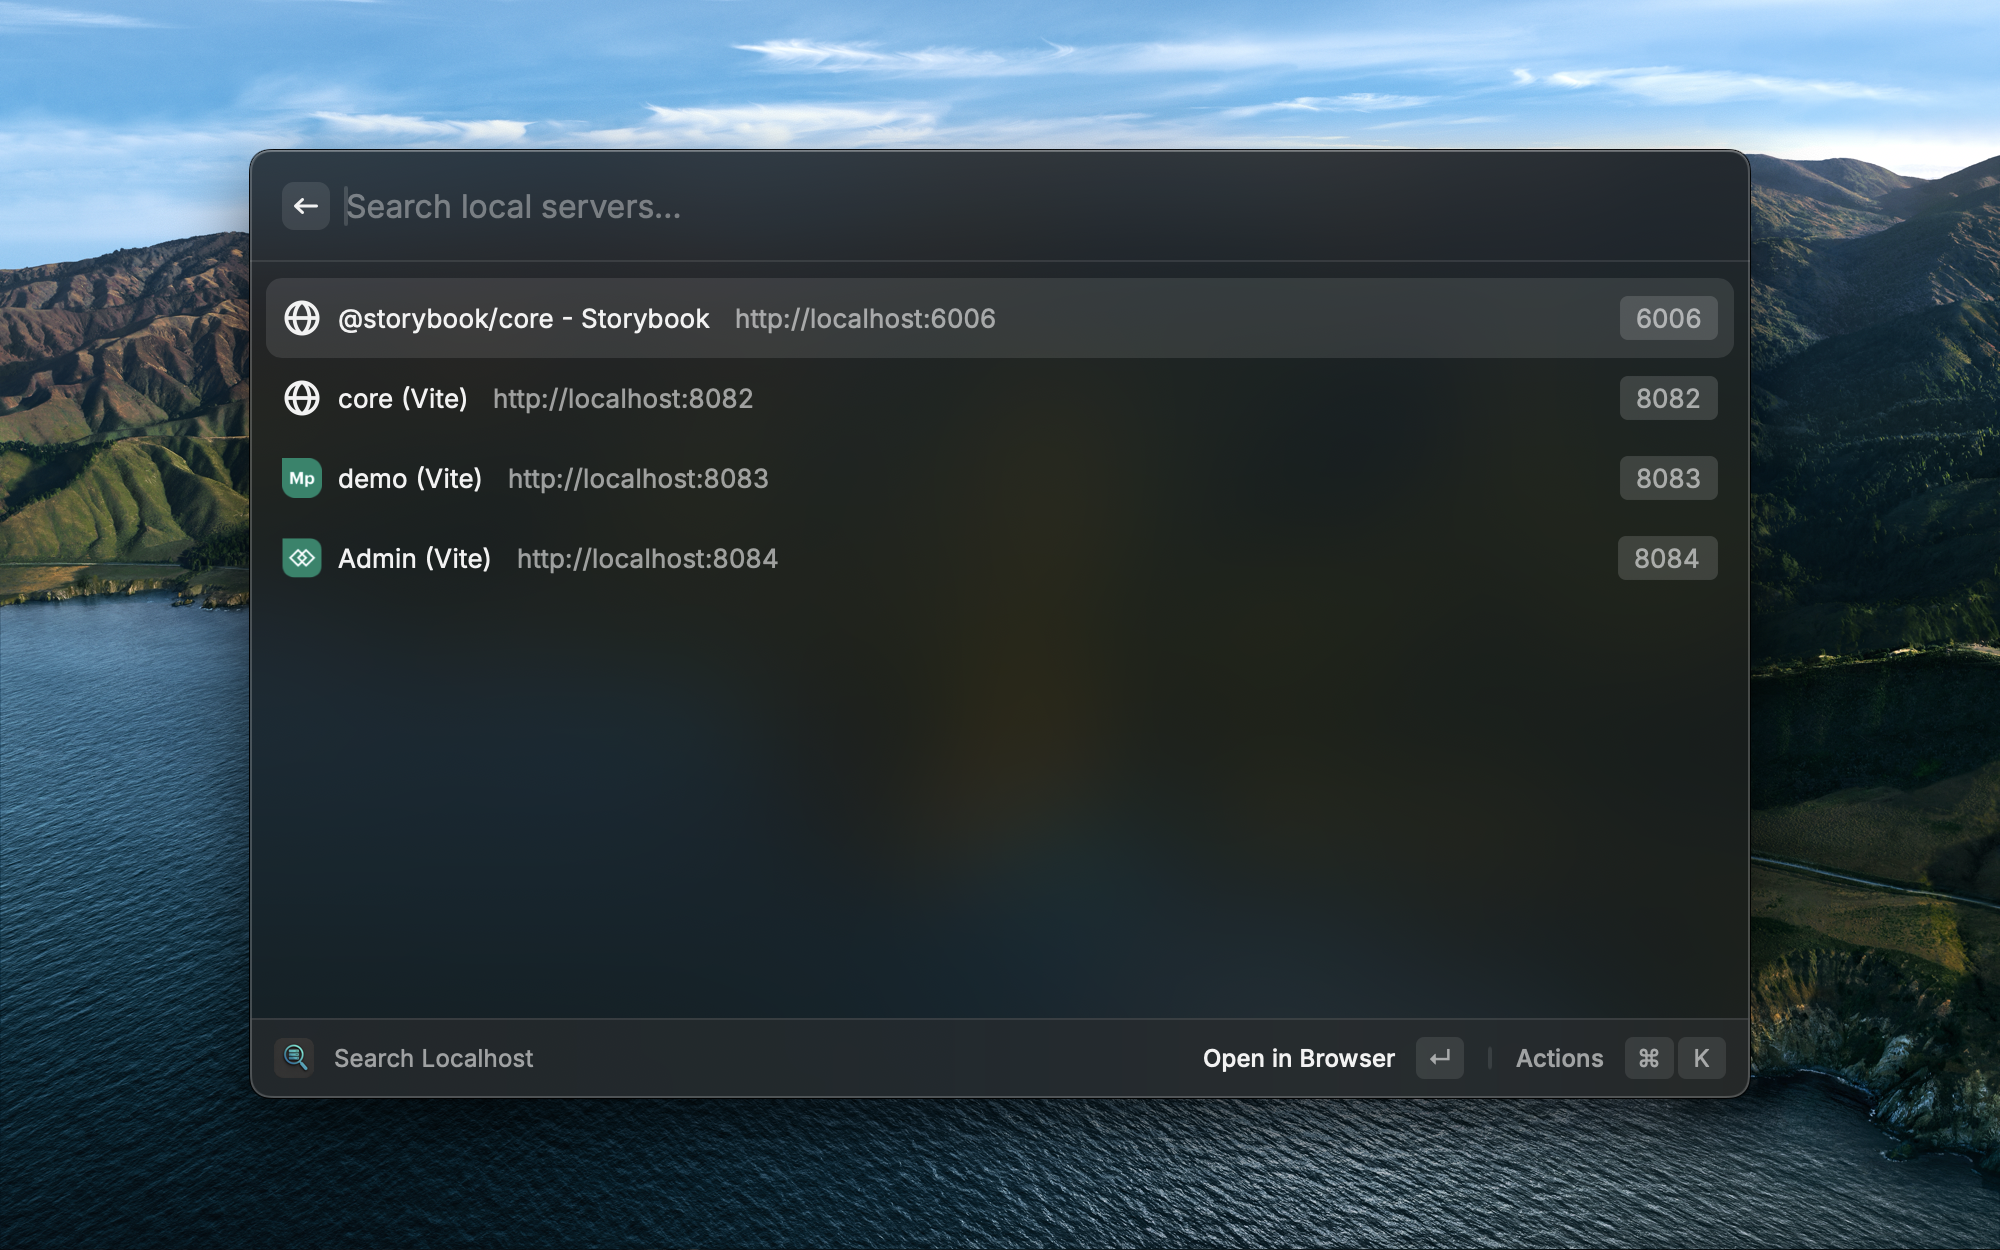 Search local servers...
@storybook/core - Storybook http://localhost:6006 6006
core (Vite) http://localhost:8082 8082
Mp demo (Vite) http://localhost:8083 8083
Admin (Vite) http://localhost:8084 8084
Search Localhost Open in Browser ↵ Actions ⌘ K